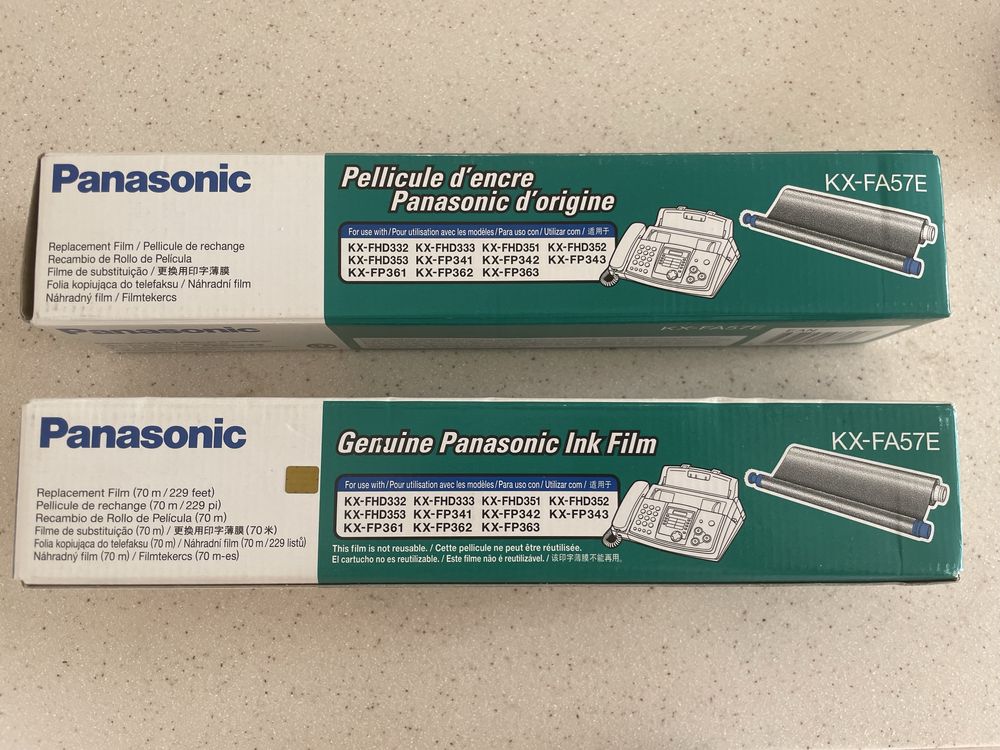 Panasonic
Replacement Film / Pellicule de rechange
Recambio de Rollo de Película
Filme de substituição / 更換用印字薄膜
Folia kopiująca do telefaksu / Náhradní film
Náhradný film / Filmtekercs
Pellicule d'encre
Panasonic d'origine
For use with / Pour utilisation avec les modèles / Para uso con / Utilizar com / 适用于
KX-FHD332 KX-FHD333 KX-FHD351 KX-FHD352
KX-FHD353 KX-FP341 KX-FP342 KX-FP343
KX-FP361 KX-FP362 KX-FP363
KX-FA57E
Panasonic
KX-FA57E
Panasonic
Replacement Film (70 m / 229 feet)
Pellicule de rechange (70 m / 229 pi)
Recambio de Rollo de Película (70 m)
Filme de substituição (70 m) / 更換用印字薄膜 (70 米)
Folia kopiująca do telefaksu (70 m) / Náhradní film (70 m / 229 listů)
Náhradný film (70 m) / Filmtekercs (70 m-es)
Genuine Panasonic Ink Film
For use with / Pour utilisation avec les modèles / Para uso con / Utilizar com / 适用于
KX-FHD332 KX-FHD333 KX-FHD351 KX-FHD352
KX-FHD353 KX-FP341 KX-FP342 KX-FP343
KX-FP361 KX-FP362 KX-FP363
This film is not reusable. / Cette pellicule ne peut être réutilisée.
El cartucho no es reutilizable. / Este filme não é reutilizável. / 该印字薄膜不能再用。
KX-FA57E